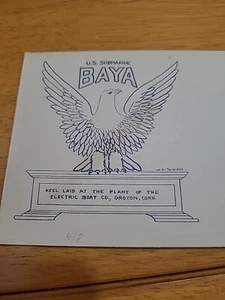 U.S. SUBMARINE
BAYA
KEEL LAID AT THE PLANT OF THE
ELECTRIC BOAT CO., GROTON, CONN.